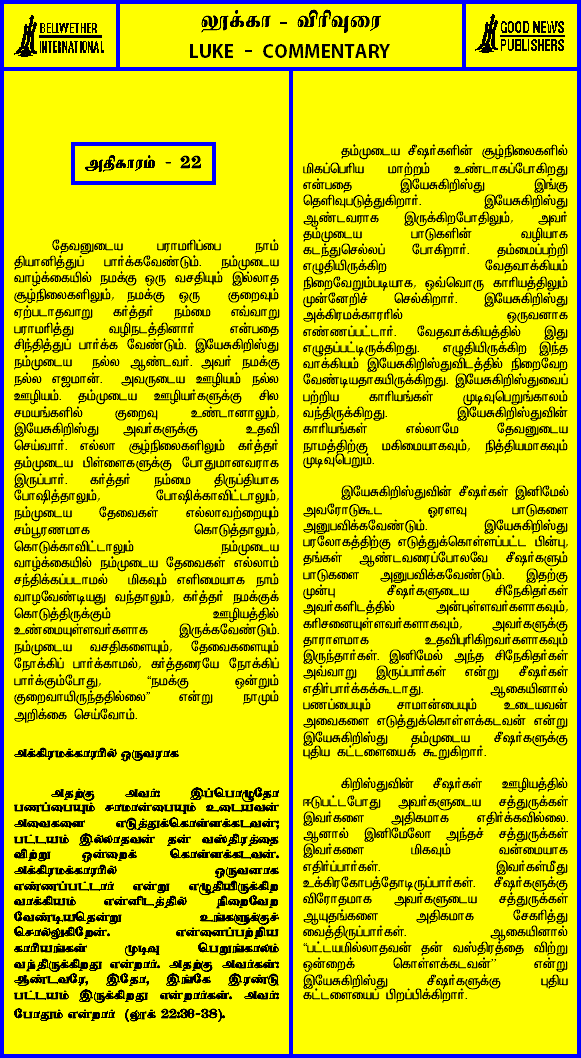 BELWETHER
INTERNATIONAL
லூக்கா - விரிவுரை
LUKE - COMMENTARY
GOOD NEWS
PUBLISHERS
அதிகாரம் - 22
தேவனுடைய பராமரிப்பை நாம்
தியானித்துப் பார்க்கவேண்டும். நம்முடைய
வாழ்க்கையில் நமக்கு ஒரு வசதியும் இல்லாத
சூழ்நிலைகளிலும், நமக்கு ஒரு குறைவும்
ஏற்படாதவாறு கர்த்தர் நம்மை எவ்வாறு
பராமரித்து வழிநடத்தினார் என்பதை
சிந்தித்துப் பார்க்க வேண்டும். இயேசுகிறிஸ்து
நம்முடைய நல்ல ஆண்டவர். அவர் நமக்கு
நல்ல எஜமான். அவருடைய ஊழியம் நல்ல
ஊழியம். தம்முடைய ஊழியர்களுக்கு சில
சமயங்களில் குறைவு உண்டானாலும்,
இயேசுகிறிஸ்து அவர்களுக்கு உதவி
செய்வார். எல்லா சூழ்நிலைகளிலும் கர்த்தர்
தம்முடைய பிள்ளைகளுக்கு போதுமானவராக
இருப்பார். கர்த்தர் நம்மை திருப்தியாக
போஷித்தாலும், போஷிக்காவிட்டாலும்,
நம்முடைய தேவைகள் எல்லாவற்றையும்
சம்பூரணமாக கொடுத்தாலும்,
கொடுக்காவிட்டாலும் நம்முடைய
வாழ்க்கையில் நம்முடைய தேவைகள் எல்லாம்
சந்திக்கப்படாமல் மிகவும் எளிமையாக நாம்
வாழவேண்டியது வந்தாலும், கர்த்தர் நமக்குக்
கொடுத்திருக்கும் ஊழியத்தில்
உண்மையுள்ளவர்களாக இருக்கவேண்டும்.
நம்முடைய வசதிகளையும், தேவைகளையும்
நோக்கிப் பார்க்காமல், கர்த்தரையே நோக்கிப்
பார்க்கும்போது, “நமக்கு ஒன்றும்
குறைவாயிருந்ததில்லை” என்று நாமும்
அறிக்கை செய்வோம்.
அக்கிரமக்காரரில் ஒருவராக
அதற்கு அவர்: இப்பொழுதோ
பணப்பையும் சாமான்பையும் உடையவன்
அவைகளை எடுத்துக்கொள்ளக்கடவன்;
பட்டயம் இல்லாதவன் தன் வஸ்திரத்தை
விற்று ஒன்றைக் கொள்ளக்கடவன்.
அக்கிரமக்காரரில் ஒருவனாக
எண்ணப்பட்டார் என்று எழுதியிருக்கிற
வாக்கியம் என்னிடத்தில் நிறைவேற
வேண்டியதென்று உங்களுக்குச்
சொல்லுகிறேன். என்னைப்பற்றிய
காரியங்கள் முடிவு பெறுங்காலம்
வந்திருக்கிறது என்றார். அதற்கு அவர்கள்:
ஆண்டவரே, இதோ, இங்கே இரண்டு
பட்டயம் இருக்கிறது என்றார்கள். அவர்:
போதும் என்றார் (லூக் 22:36-38).
தம்முடைய சீஷர்களின் சூழ்நிலைகளில்
மிகப்பெரிய மாற்றம் உண்டாகப்போகிறது
என்பதை இயேசுகிறிஸ்து இங்கு
தெளிவுபடுத்துகிறார். இயேசுகிறிஸ்து
ஆண்டவராக இருக்கிறபோதிலும், அவர்
தம்முடைய பாடுகளின் வழியாக
கடந்துசெல்லப் போகிறார். தம்மைப்பற்றி
எழுதியிருக்கிற வேதவாக்கியம்
நிறைவேறும்படியாக, ஒவ்வொரு காரியத்திலும்
முன்னேறிச் செல்கிறார். இயேசுகிறிஸ்து
அக்கிரமக்காரரில் ஒருவனாக
எண்ணப்பட்டார். வேதவாக்கியத்தில் இது
எழுதப்பட்டிருக்கிறது. எழுதியிருக்கிற இந்த
வாக்கியம் இயேசுகிறிஸ்துவிடத்தில் நிறைவேற
வேண்டியதாகயிருக்கிறது. இயேசுகிறிஸ்துவைப்
பற்றிய காரியங்கள் முடிவுபெறுங்காலம்
வந்திருக்கிறது. இயேசுகிறிஸ்துவின்
காரியங்கள் எல்லாமே தேவனுடைய
நாமத்திற்கு மகிமையாகவும், நித்தியமாகவும்
முடிவுபெறும்.
இயேசுகிறிஸ்துவின் சீஷர்கள் இனிமேல்
அவரோடுகூட ஓரளவு பாடுகளை
அனுபவிக்கவேண்டும். இயேசுகிறிஸ்து
பரலோகத்திற்கு எடுத்துக்கொள்ளப்பட்ட பின்பு,
தங்கள் ஆண்டவரைப்போலவே சீஷர்களும்
பாடுகளை அனுபவிக்கவேண்டும். இதற்கு
முன்பு சீஷர்களுடைய சிநேகிதர்கள்
அவர்களிடத்தில் அன்புள்ளவர்களாகவும்,
கரிசனையுள்ளவர்களாகவும், அவர்களுக்கு
தாராளமாக உதவிபுரிகிறவர்களாகவும்
இருந்தார்கள். இனிமேல் அந்த சிநேகிதர்கள்
அவ்வாறு இருப்பார்கள் என்று சீஷர்கள்
எதிர்பார்க்கக்கூடாது. ஆகையினால்
பணப்பையும் சாமான்பையும் உடையவன்
அவைகளை எடுத்துக்கொள்ளக்கடவன் என்று
இயேசுகிறிஸ்து தம்முடைய சீஷர்களுக்கு
புதிய கட்டளையைக் கூறுகிறார்.
கிறிஸ்துவின் சீஷர்கள் ஊழியத்தில்
ஈடுபட்டபோது அவர்களுடைய சத்துருக்கள்
இவர்களை அதிகமாக எதிர்க்கவில்லை.
ஆனால் இனிமேலோ அந்தச் சத்துருக்கள்
இவர்களை மிகவும் வன்மையாக
எதிர்ப்பார்கள். இவர்கள்மீது
உக்கிரகோபத்தோடிருப்பார்கள். சீஷர்களுக்கு
விரோதமாக அவர்களுடைய சத்துருக்கள்
ஆயுதங்களை அதிகமாக சேகரித்து
வைத்திருப்பார்கள். ஆகையினால்
“பட்டயமில்லாதவன் தன் வஸ்திரத்தை விற்று
ஒன்றைக் கொள்ளக்கடவன்” என்று
இயேசுகிறிஸ்து சீஷர்களுக்கு புதிய
கட்டளையைப் பிறப்பிக்கிறார்.